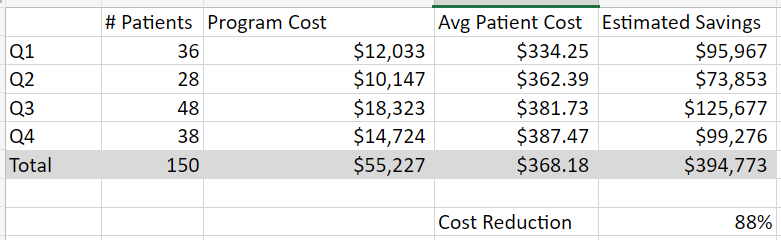 # Patients Program Cost Avg Patient Cost Estimated Savings
Q1 36 $12,033 $334.25 $95,967
Q2 28 $10,147 $362.39 $73,853
Q3 48 $18,323 $381.73 $125,677
Q4 38 $14,724 $387.47 $99,276
Total 150 $55,227 $368.18 $394,773
Cost Reduction 88%